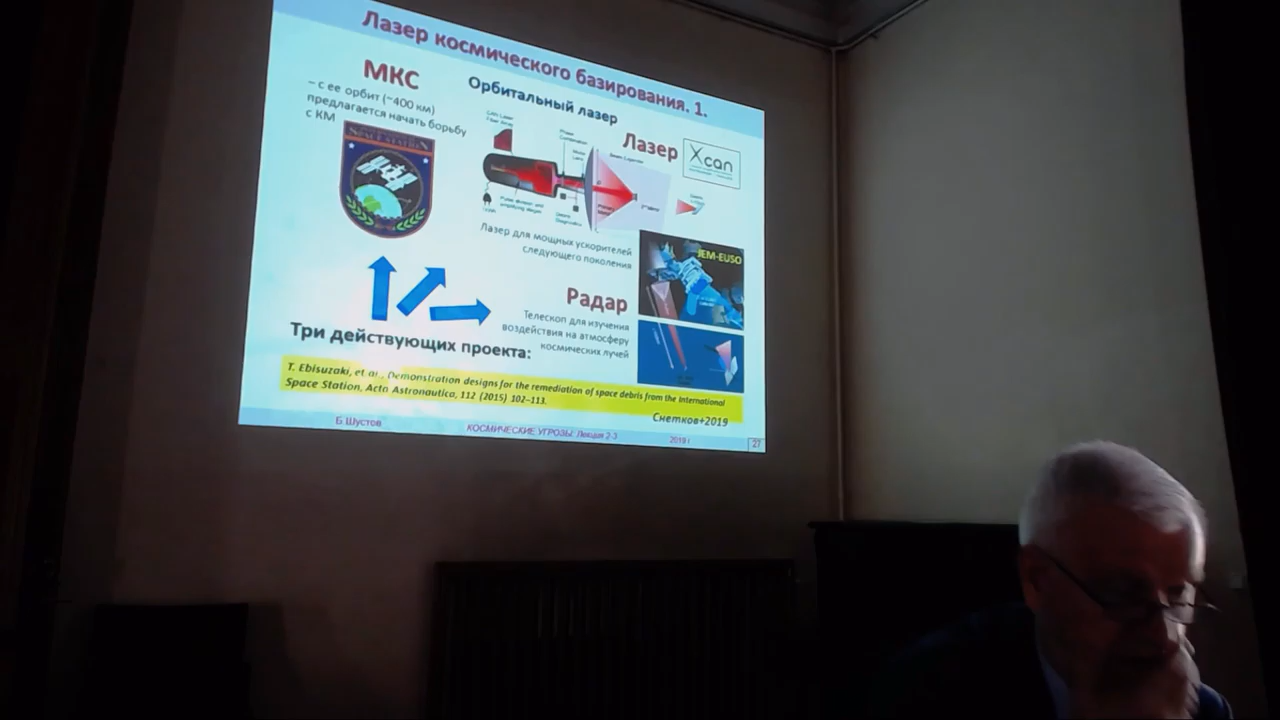 Лазер космического базирования. 1.
МКС
– с ее орбит (~400 км)
предлагается начать борьбу
с КМ
SPACE STATION
Орбитальный лазер
Лазер
Xcan
Лазер для мощных ускорителей
следующего поколения
JEM-EUSO
Радар
Телескоп для изучения
воздействия на атмосферу
космических лучей
Три действующих проекта:
T. Ebisuzaki, et al., Demonstration designs for the remediation of space debris from the International
Space Station, Acta Astronautica, 112 (2015) 102–113.
Снетков+2019
Б Шустов
КОСМИЧЕСКИЕ УГРОЗЫ: Лекция 2-3
2019 г
27